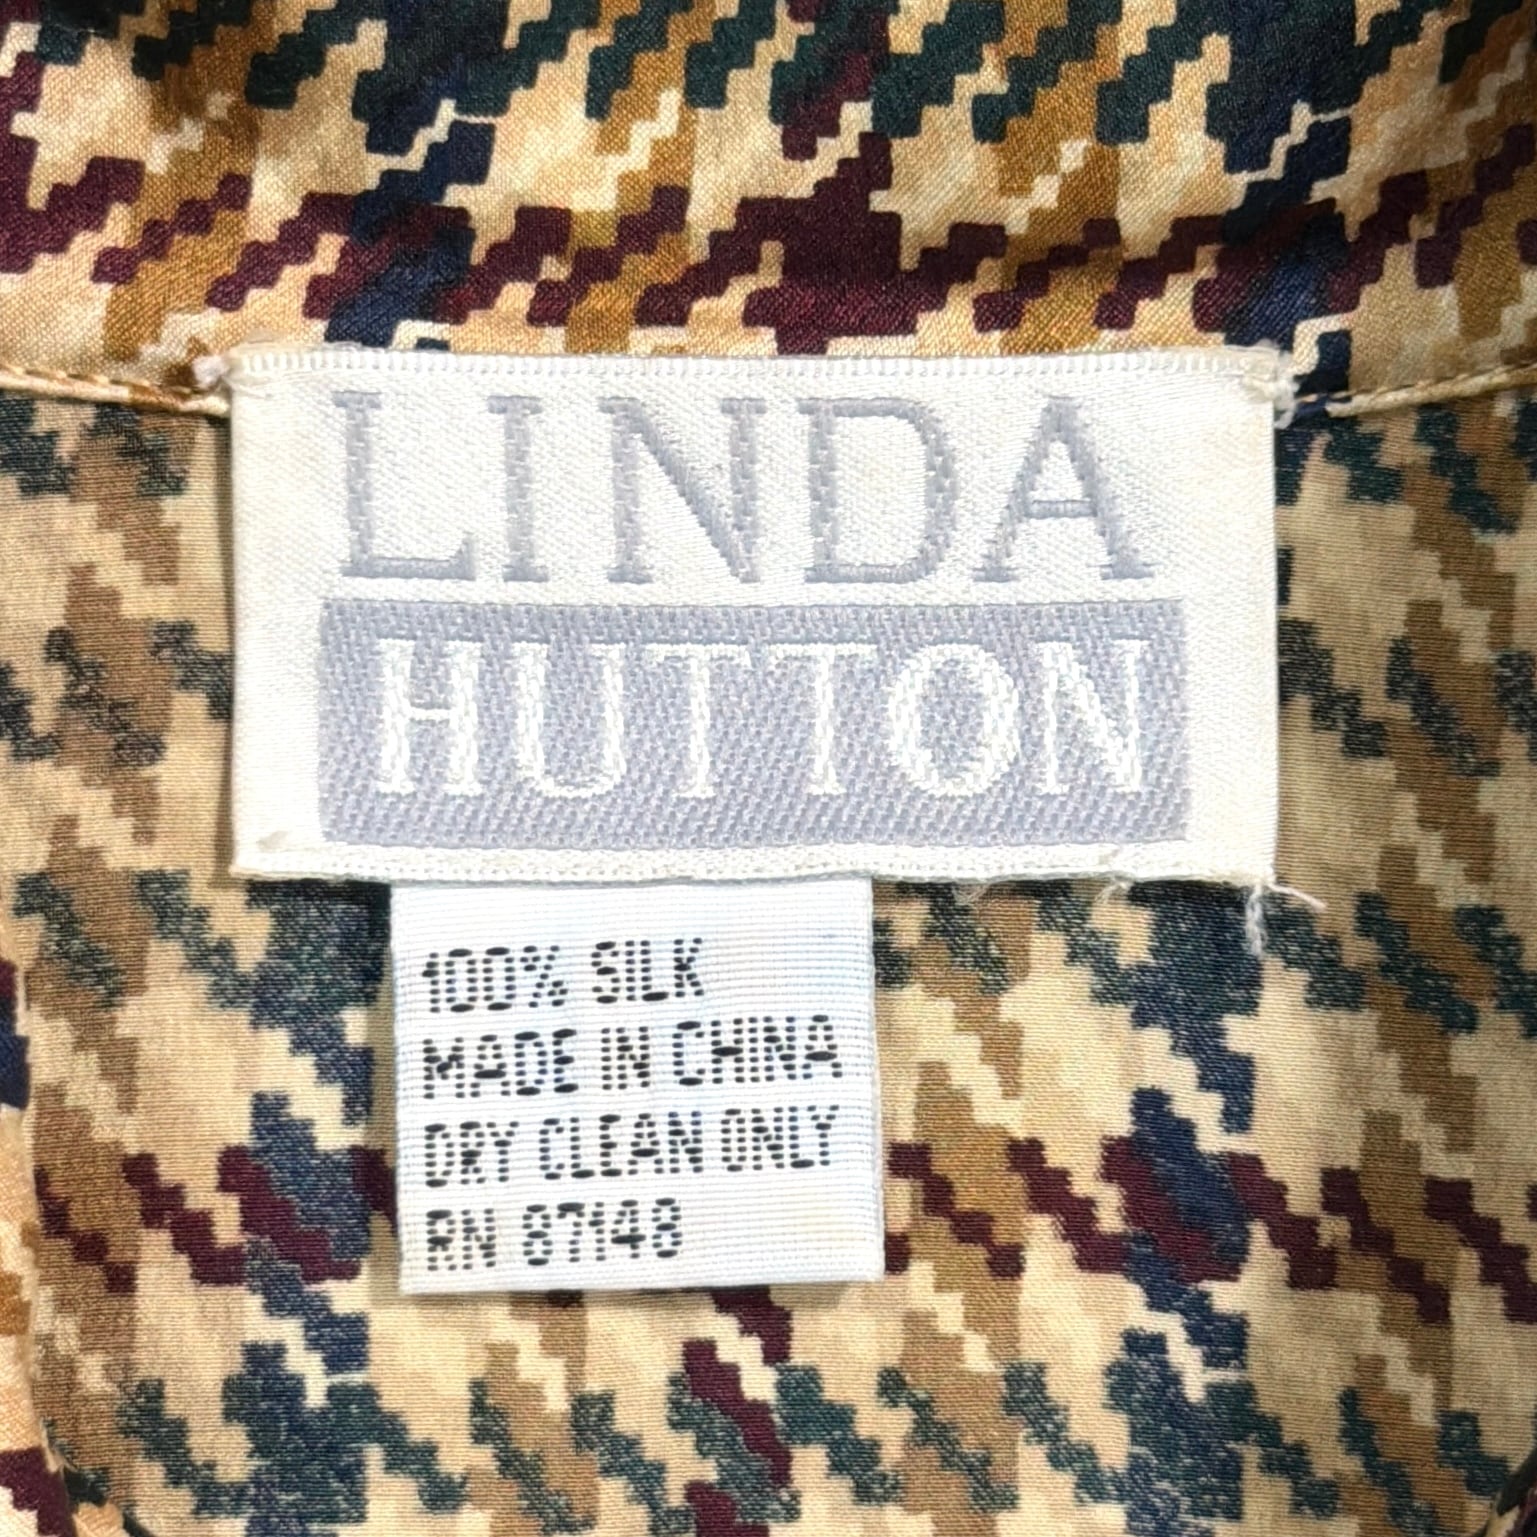 LINDA
HUTTON
100% SILK
MADE IN CHINA
DRY CLEAN ONLY
RN 87148